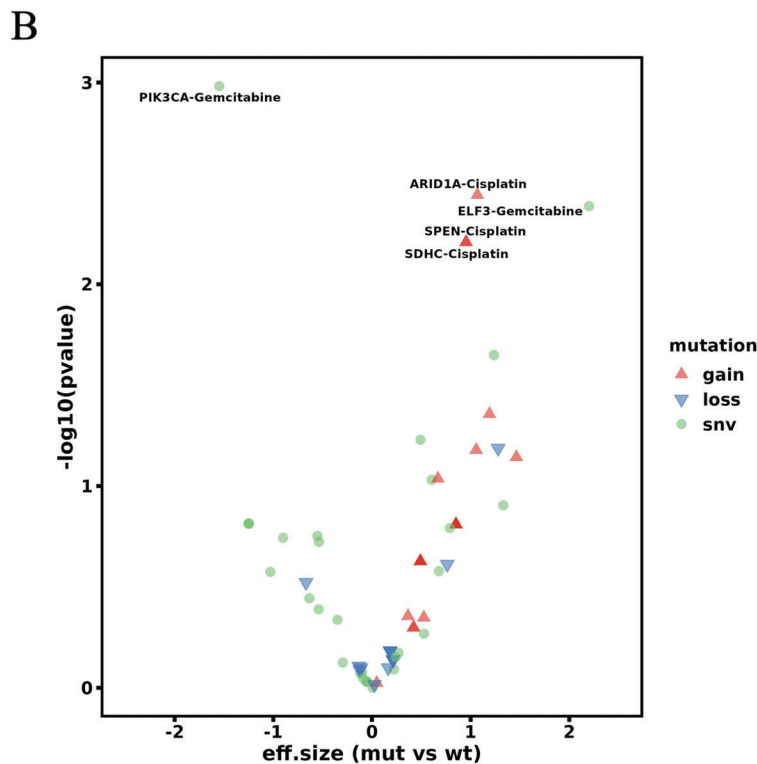 B
3
PIK3CA-Gemcitabine
ARID1A-Cisplatin
ELF3-Gemcitabine
SPEN-Cisplatin
SDHC-Cisplatin
2
-log10(pvalue)
mutation
gain
loss
snv
1
0
-2 -1 0 1 2
eff.size (mut vs wt)